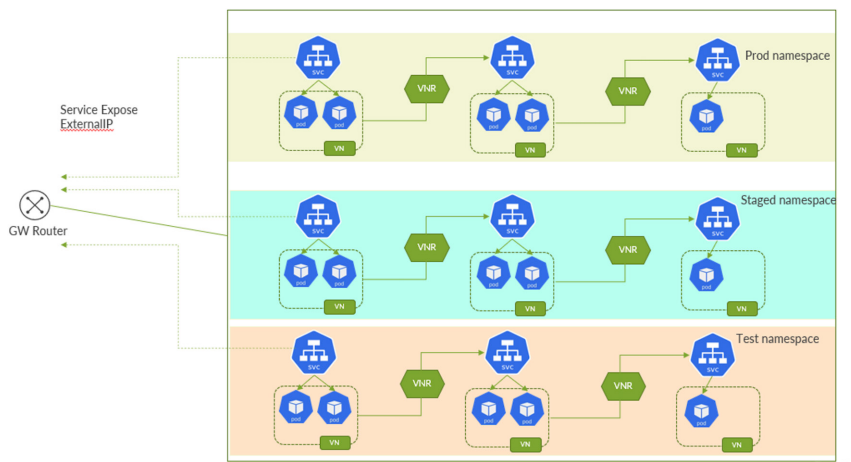 svc
svc
svc
Prod namespace
VNR
VNR
Service Expose
ExternalIP
pod
pod
pod
pod
pod
VN
VN
VN
svc
svc
svc
Staged namespace
GW Router
VNR
VNR
pod
pod
pod
pod
pod
VN
VN
VN
svc
svc
svc
Test namespace
VNR
VNR
pod
pod
pod
pod
pod
VN
VN
VN